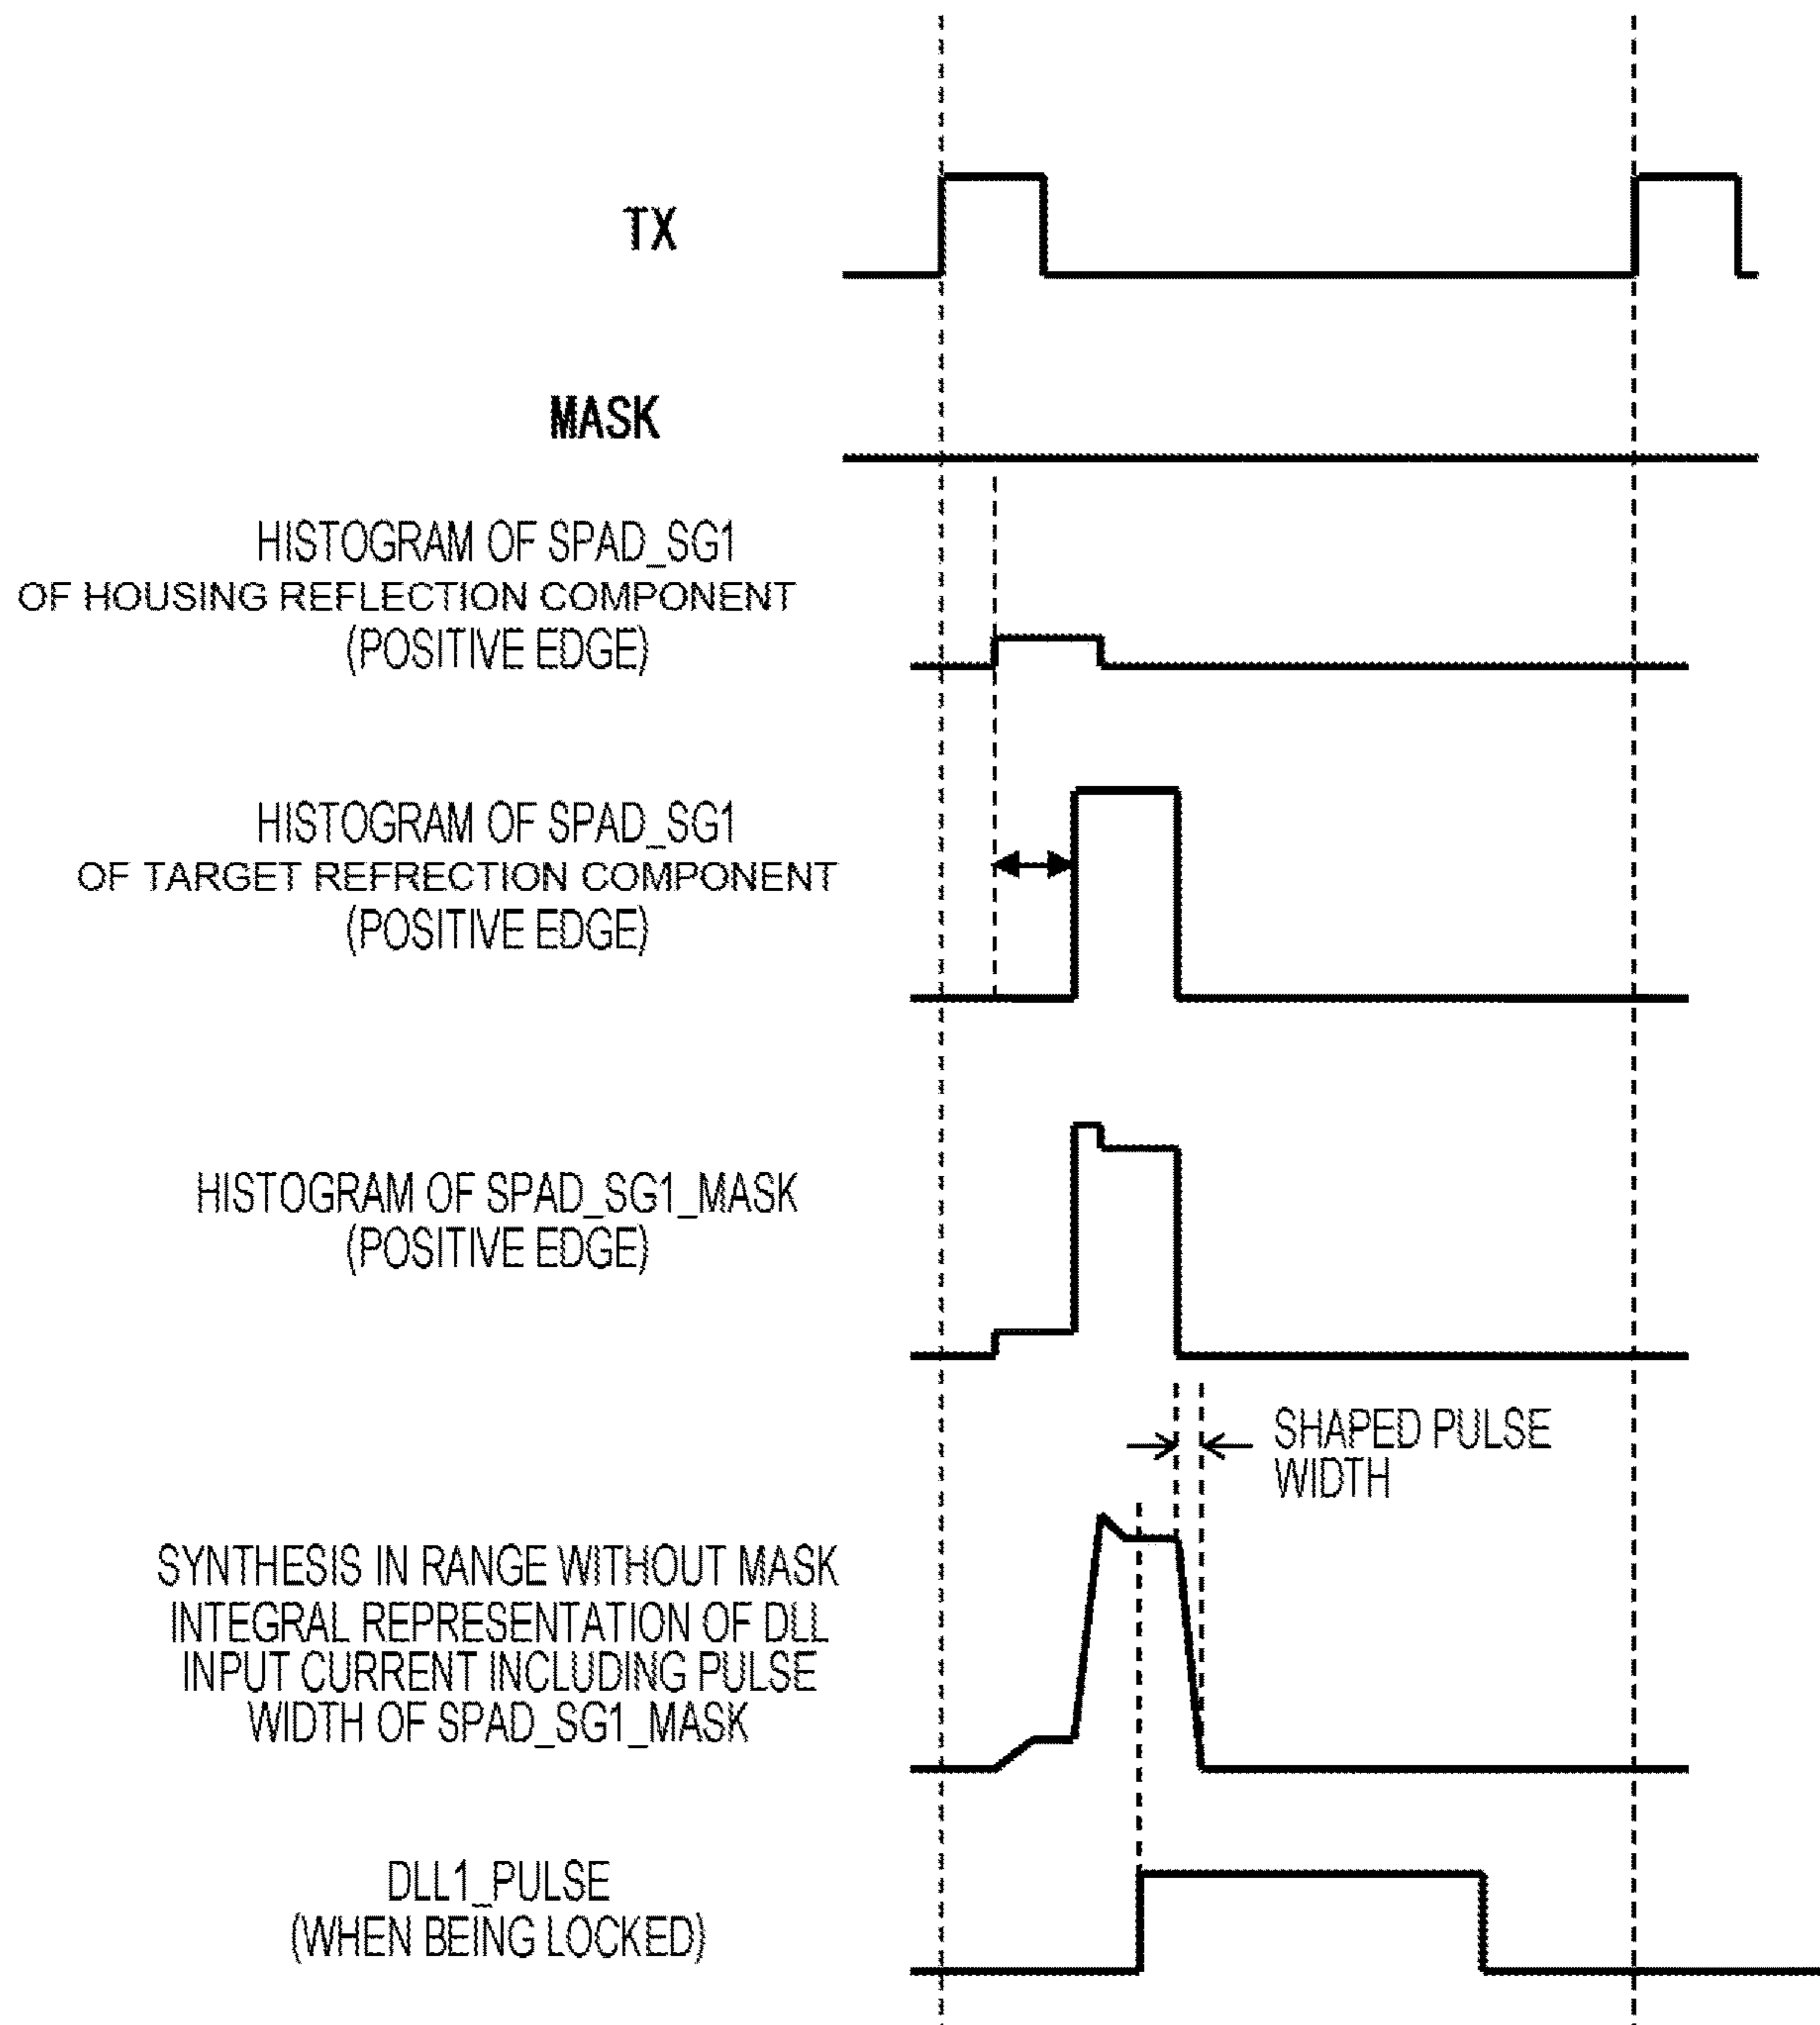 TX
MASK
HISTOGRAM OF SPAD_SG1
OF HOUSING REFLECTION COMPONENT
(POSITIVE EDGE)
HISTOGRAM OF SPAD_SG1
OF TARGET REFRECTION COMPONENT
(POSITIVE EDGE)
HISTOGRAM OF SPAD_SG1_MASK
(POSITIVE EDGE)
SHAPED PULSE
WIDTH
SYNTHESIS IN RANGE WITHOUT MASK
INTEGRAL REPRESENTATION OF DLL
INPUT CURRENT INCLUDING PULSE
WIDTH OF SPAD_SG1_MASK
DLL1_PULSE
(WHEN BEING LOCKED)